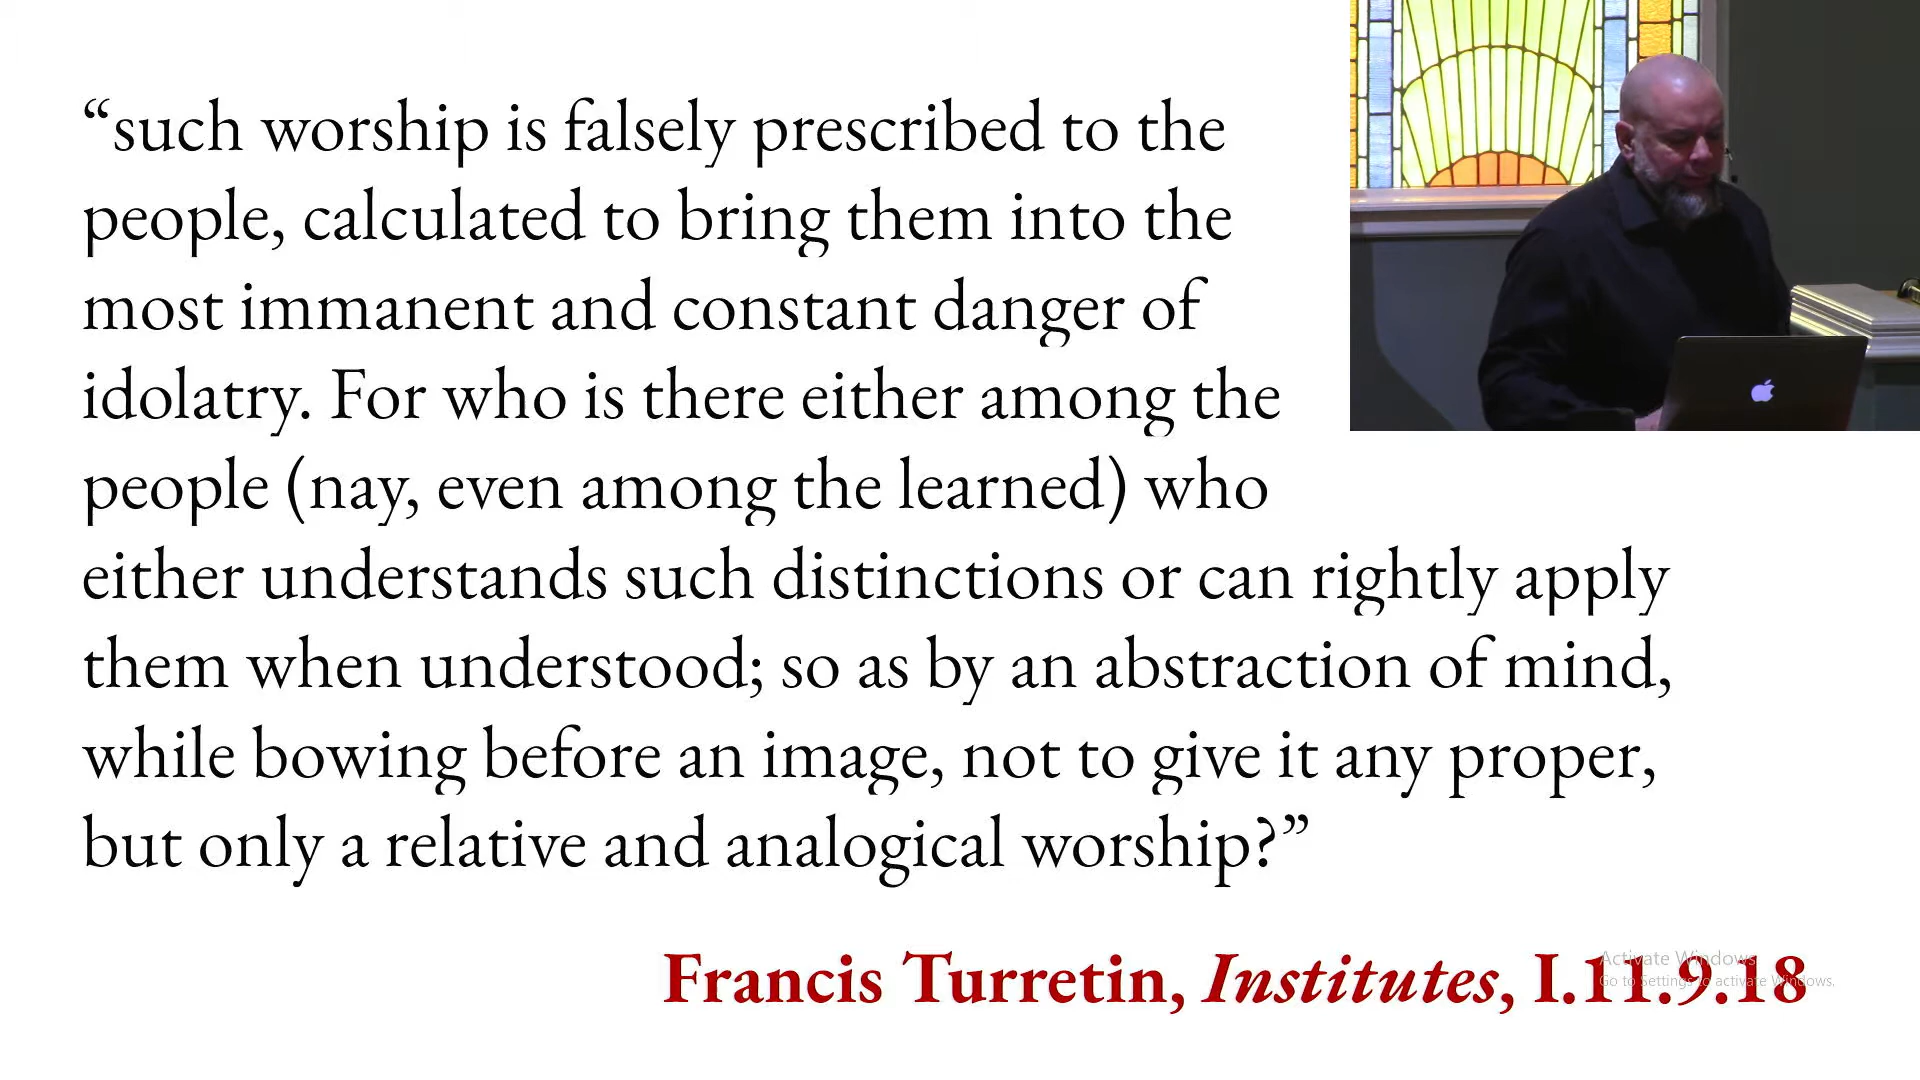 “such worship is falsely prescribed to the
people, calculated to bring them into the
most immanent and constant danger of
idolatry. For who is there either among the
people (nay, even among the learned) who
either understands such distinctions or can rightly apply
them when understood; so as by an abstraction of mind,
while bowing before an image, not to give it any proper,
but only a relative and analogical worship?”
Francis Turretin, Institutes, I.11.9.18
Activate Windows
Go to Settings to activate Windows.